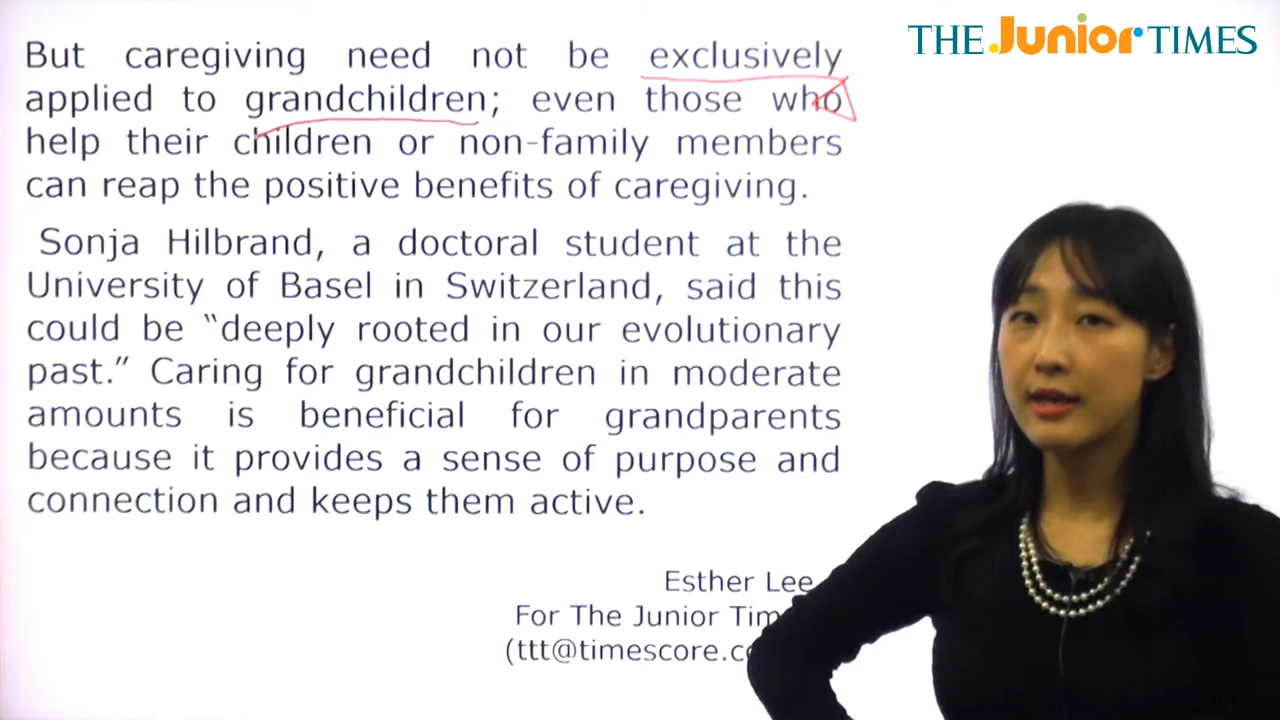 THE Junior TIMES
But caregiving need not be exclusively
applied to grandchildren; even those who
help their children or non-family members
can reap the positive benefits of caregiving.
Sonja Hilbrand, a doctoral student at the
University of Basel in Switzerland, said this
could be “deeply rooted in our evolutionary
past.” Caring for grandchildren in moderate
amounts is beneficial for grandparents
because it provides a sense of purpose and
connection and keeps them active.
Esther Lee
For The Junior